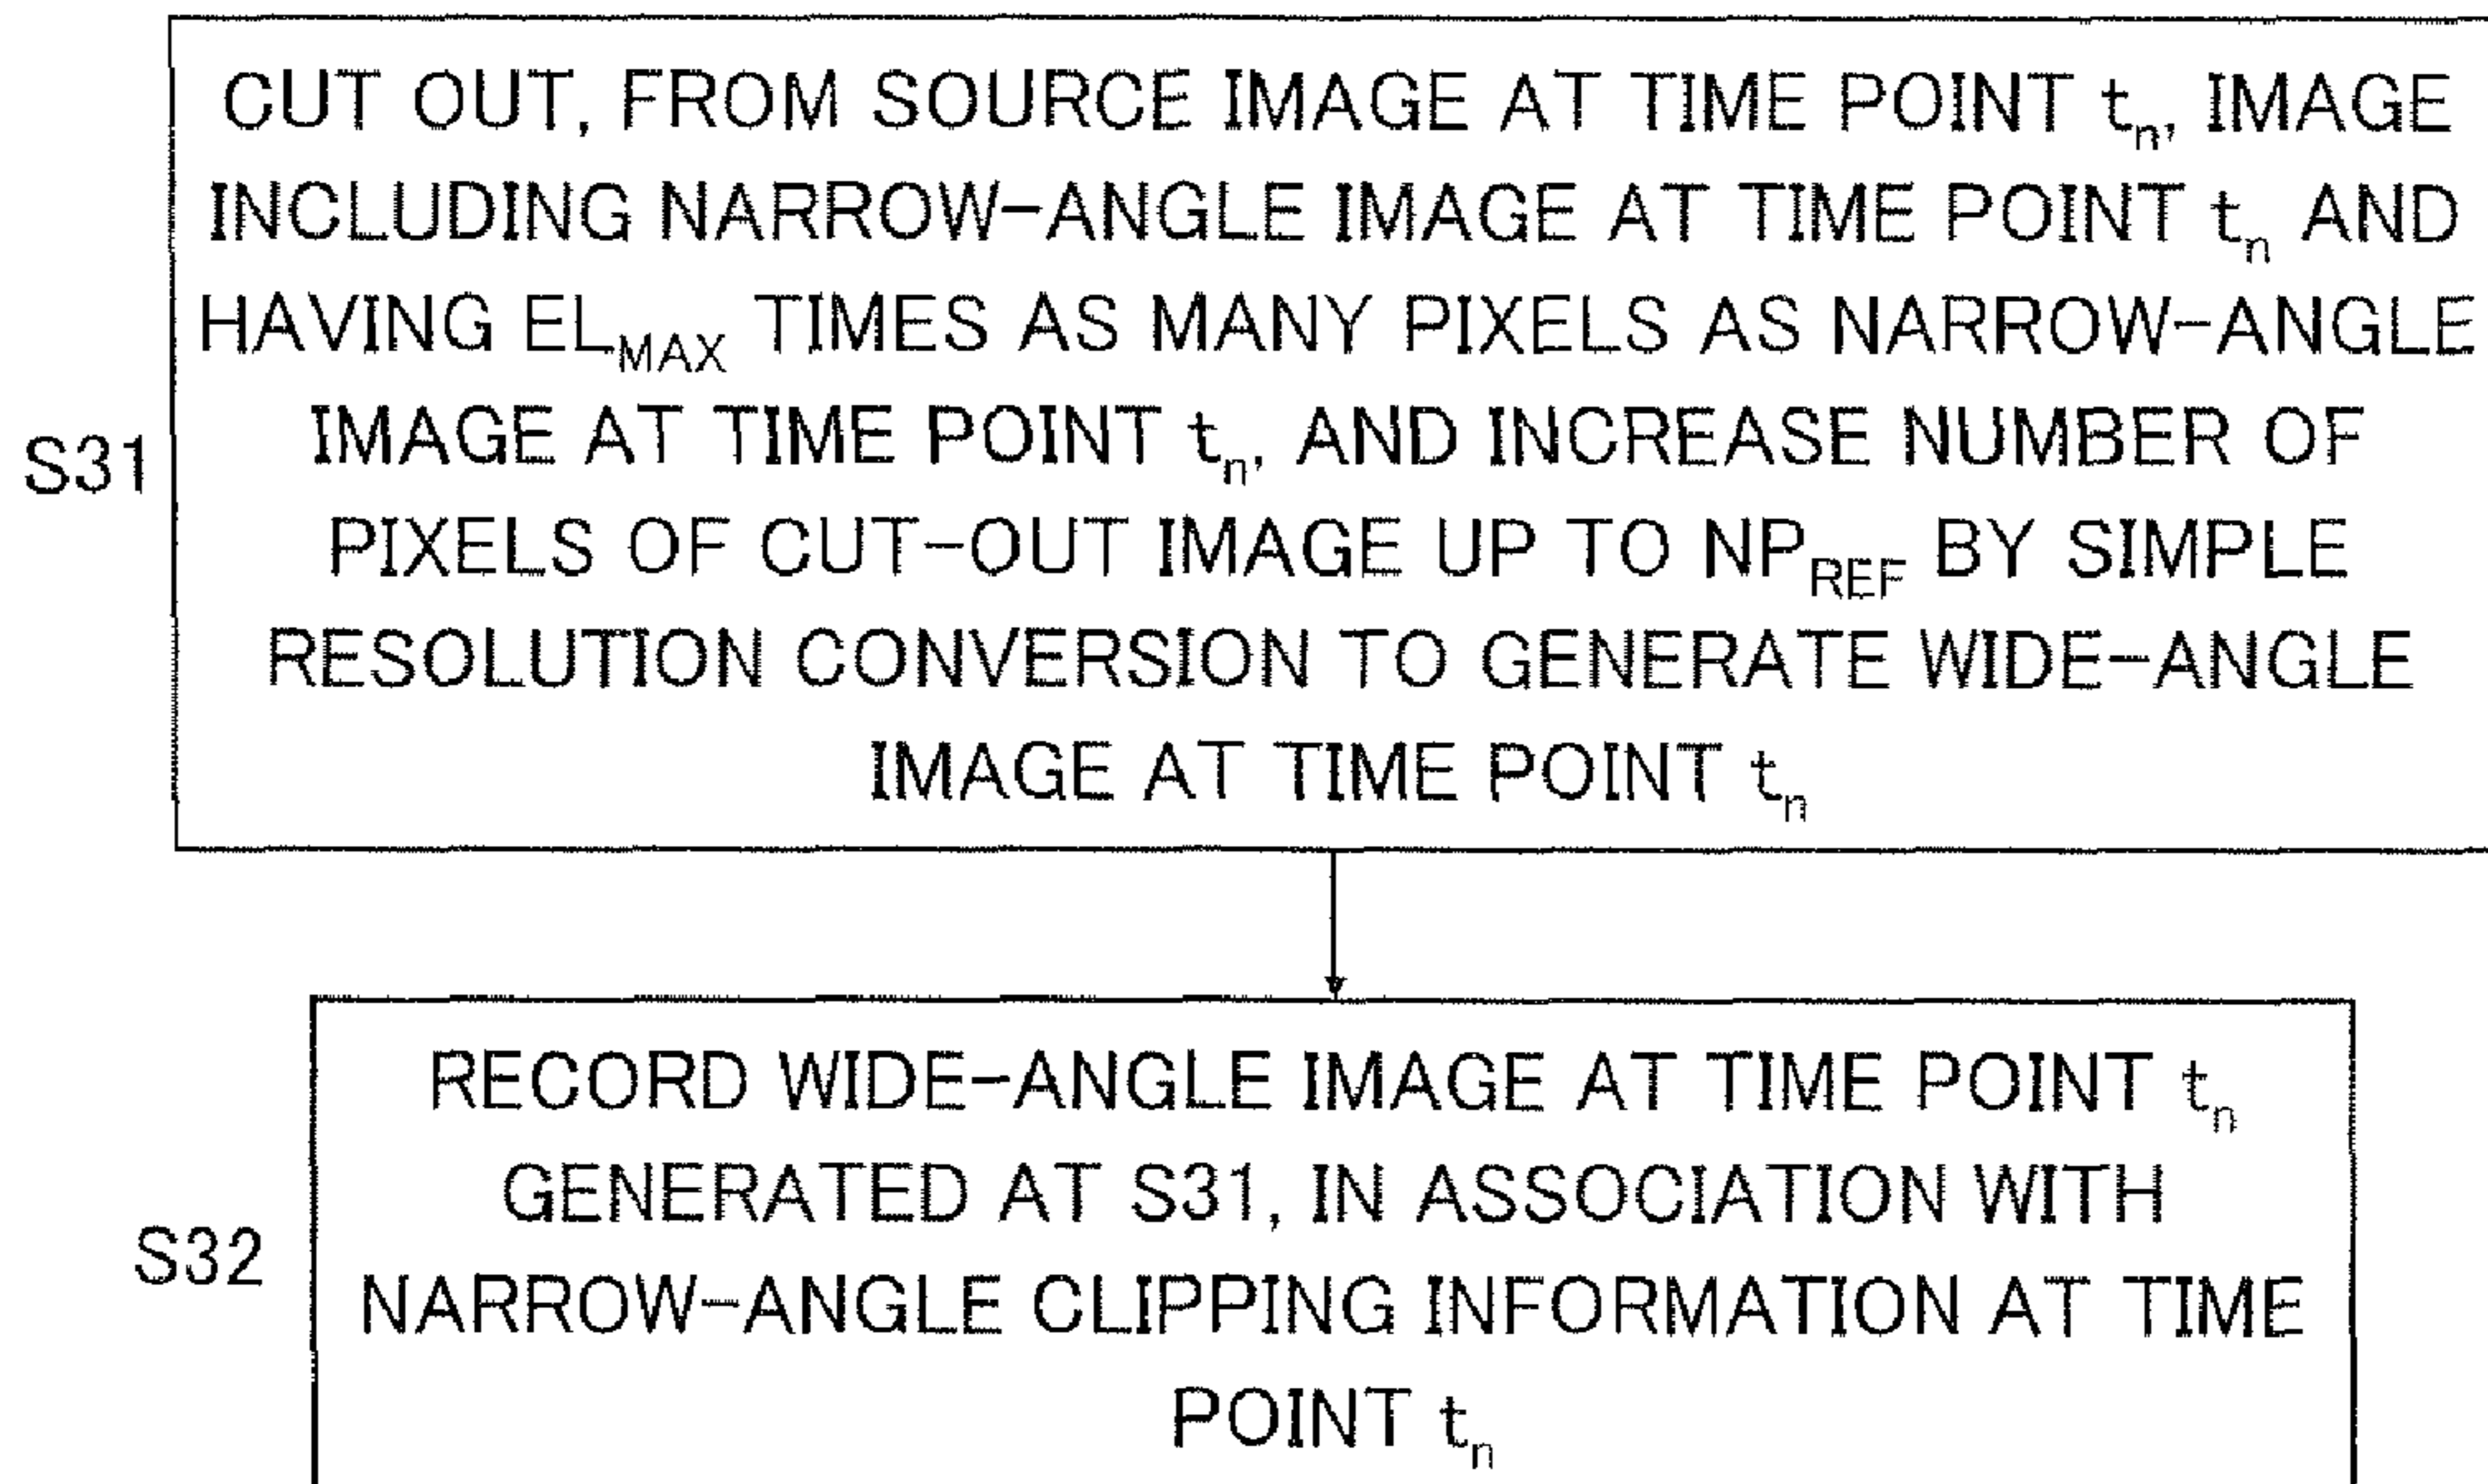 CUT OUT, FROM SOURCE IMAGE AT TIME POINT tn, IMAGE
INCLUDING NARROW-ANGLE IMAGE AT TIME POINT tn AND
HAVING ELMAX TIMES AS MANY PIXELS AS NARROW-ANGLE
IMAGE AT TIME POINT tn, AND INCREASE NUMBER OF
S31
PIXELS OF CUT-OUT IMAGE UP TO NPREF BY SIMPLE
RESOLUTION CONVERSION TO GENERATE WIDE-ANGLE
IMAGE AT TIME POINT tn
RECORD WIDE-ANGLE IMAGE AT TIME POINT tn
GENERATED AT S31, IN ASSOCIATION WITH
S32
NARROW-ANGLE CLIPPING INFORMATION AT TIME
POINT tn